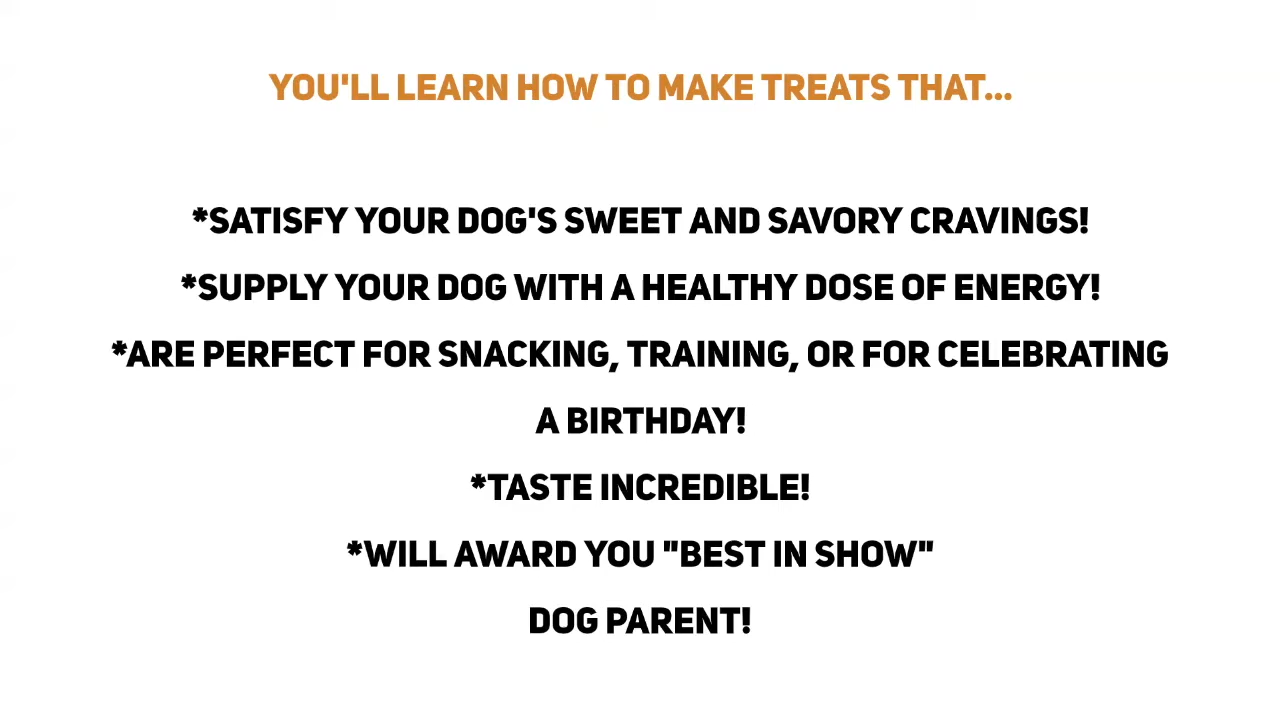 YOU'LL LEARN HOW TO MAKE TREATS THAT...
*SATISFY YOUR DOG'S SWEET AND SAVORY CRAVINGS!
*SUPPLY YOUR DOG WITH A HEALTHY DOSE OF ENERGY!
*ARE PERFECT FOR SNACKING, TRAINING, OR FOR CELEBRATING
A BIRTHDAY!
*TASTE INCREDIBLE!
*WILL AWARD YOU "BEST IN SHOW"
DOG PARENT!